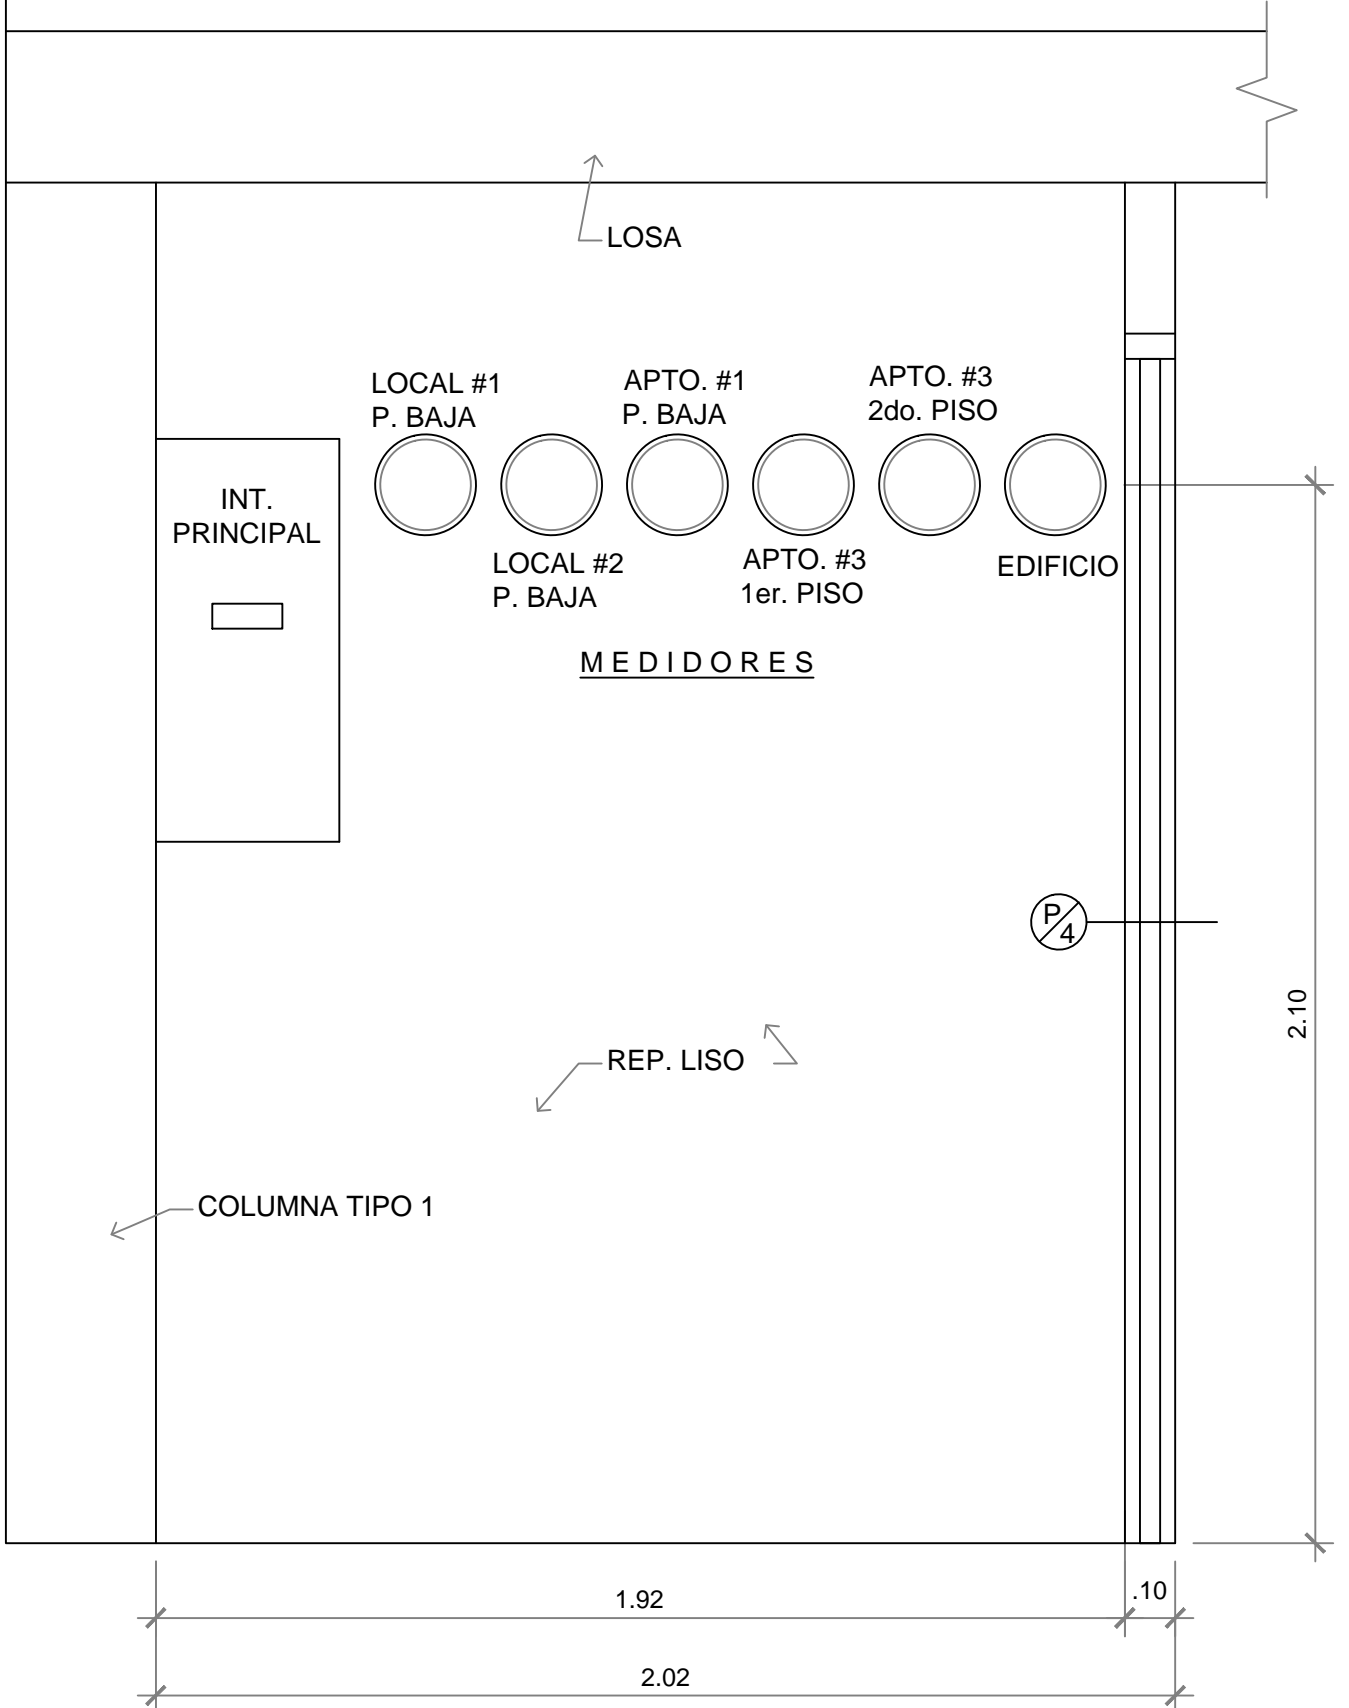 LOSA
LOCAL #1
P. BAJA
APTO. #1
P. BAJA
APTO. #3
2do. PISO
INT.
PRINCIPAL
LOCAL #2
P. BAJA
APTO. #3
1er. PISO
EDIFICIO
MEDIDORES
P/4
2.10
REP. LISO
COLUMNA TIPO 1
1.92
.10
2.02